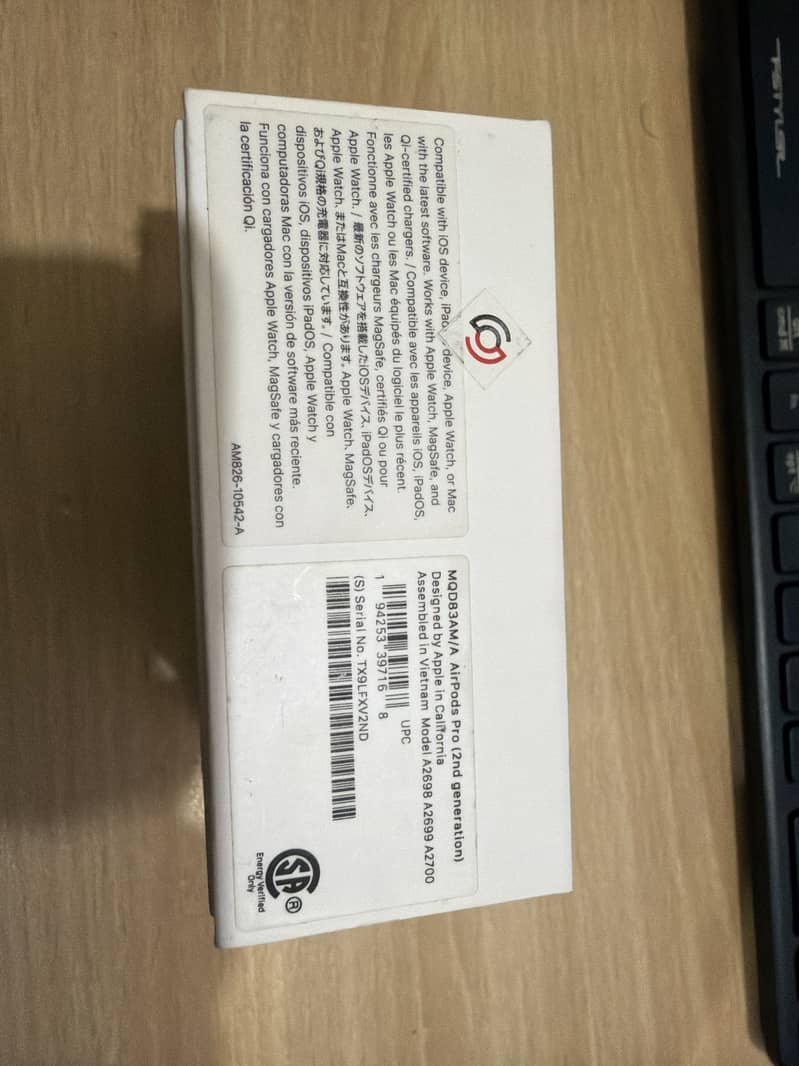 Compatible with iOS device, iPadOS device, Apple Watch, or Mac
with the latest software. Works with Apple Watch, MagSafe, and
Qi-certified chargers. / Compatible avec les appareils iOS, iPadOS,
les Apple Watch ou les Mac équipés du logiciel le plus récent.
Fonctionne avec les chargeurs MagSafe, certifiés Qi ou pour
Apple Watch. / 最新のソフトウェアを搭載したiOSデバイス、iPadOSデバイス、
Apple Watch、またはMacと互換性があります。Apple Watch、MagSafe、
およびQi規格の充電器に対応しています。/ Compatible con
dispositivos iOS, dispositivos iPadOS, Apple Watch y
computadoras Mac con la versión de software más reciente.
Funciona con cargadores Apple Watch, MagSafe y cargadores con
la certificación Qi.
AM826-10542-A
MQD83AM/A AirPods Pro (2nd generation)
Designed by Apple in California
Assembled in Vietnam Model A2698 A2699 A2700
UPC
1 94253 39716 8
(S) Serial No. TX9LFXV2ND
SA ®
Energy Verified
Only